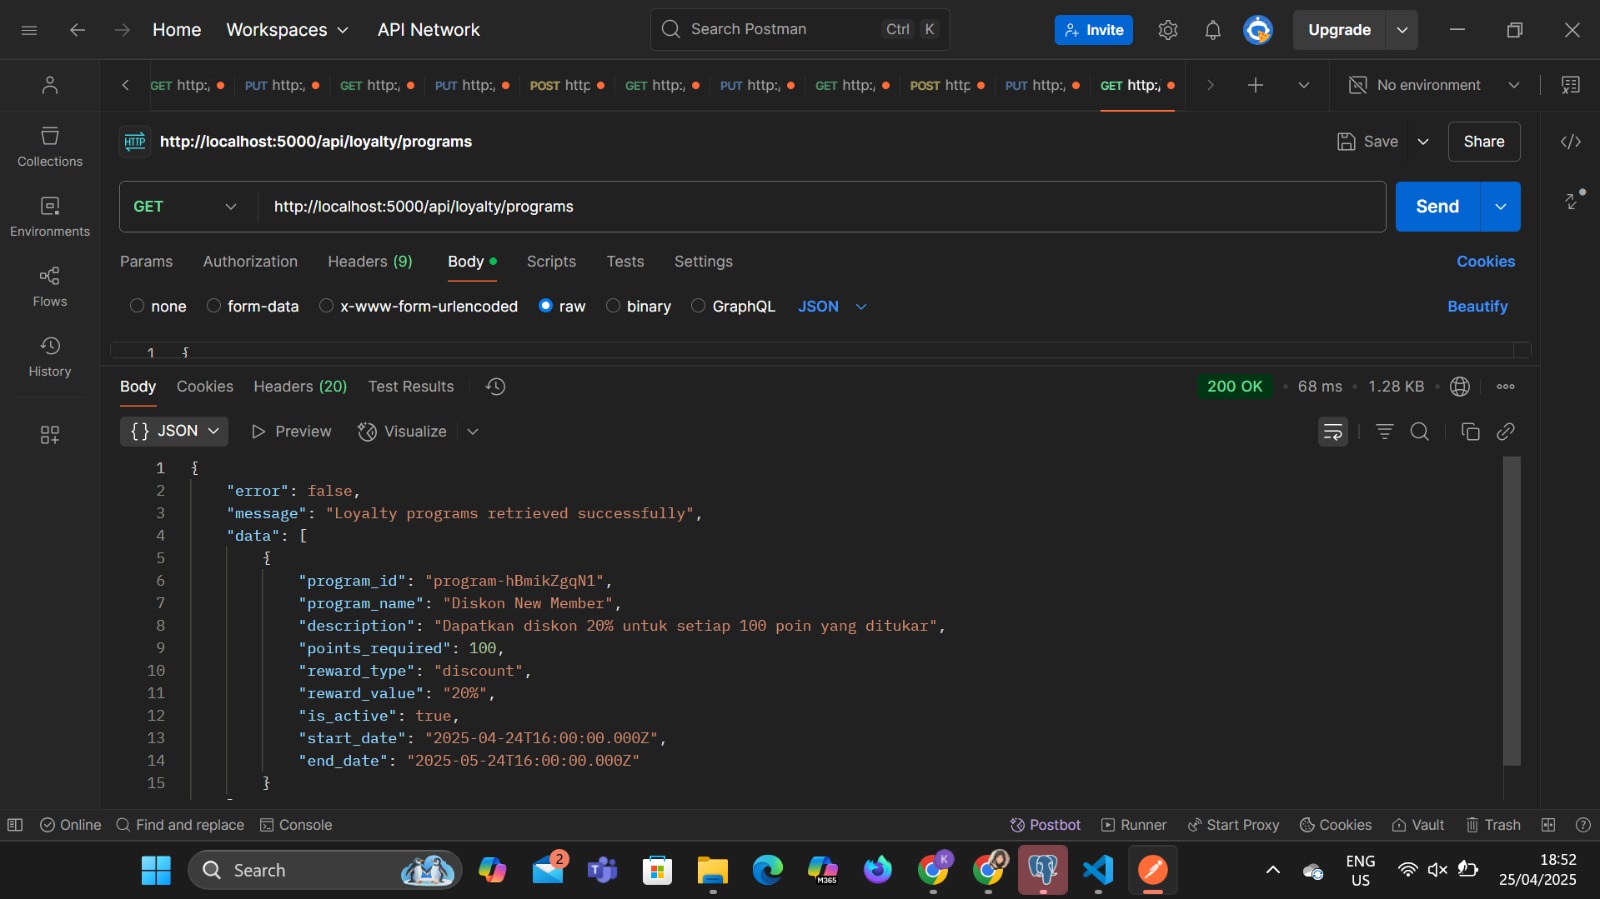 Home
Workspaces
API Network
Search Postman
Ctrl
K
Invite
Upgrade
GET http:/
PUT http:/
GET http:/
PUT http:/
POST http
GET http:/
PUT http:/
GET http:/
POST http
PUT http:/
GET http:/
No environment
Collections
Environments
Flows
History
HTTP
http://localhost:5000/api/loyalty/programs
Save
Share
GET
http://localhost:5000/api/loyalty/programs
Send
Params
Authorization
Headers (9)
Body
Scripts
Tests
Settings
Cookies
none
form-data
x-www-form-urlencoded
raw
binary
GraphQL
JSON
Beautify
1 {
Body
Cookies
Headers (20)
Test Results
200 OK
68 ms
1.28 KB
{} JSON
Preview
Visualize
1 {
2 "error": false,
3 "message": "Loyalty programs retrieved successfully",
4 "data": [
5 {
6 "program_id": "program-hBmikZgqN1",
7 "program_name": "Diskon New Member",
8 "description": "Dapatkan diskon 20% untuk setiap 100 poin yang ditukar",
9 "points_required": 100,
10 "reward_type": "discount",
11 "reward_value": "20%",
12 "is_active": true,
13 "start_date": "2025-04-24T16:00:00.000Z",
14 "end_date": "2025-05-24T16:00:00.000Z"
15 }
Online
Find and replace
Console
Postbot
Runner
Start Proxy
Cookies
Vault
Trash
Search
2
M365
K
ENG
US
18:52
25/04/2025